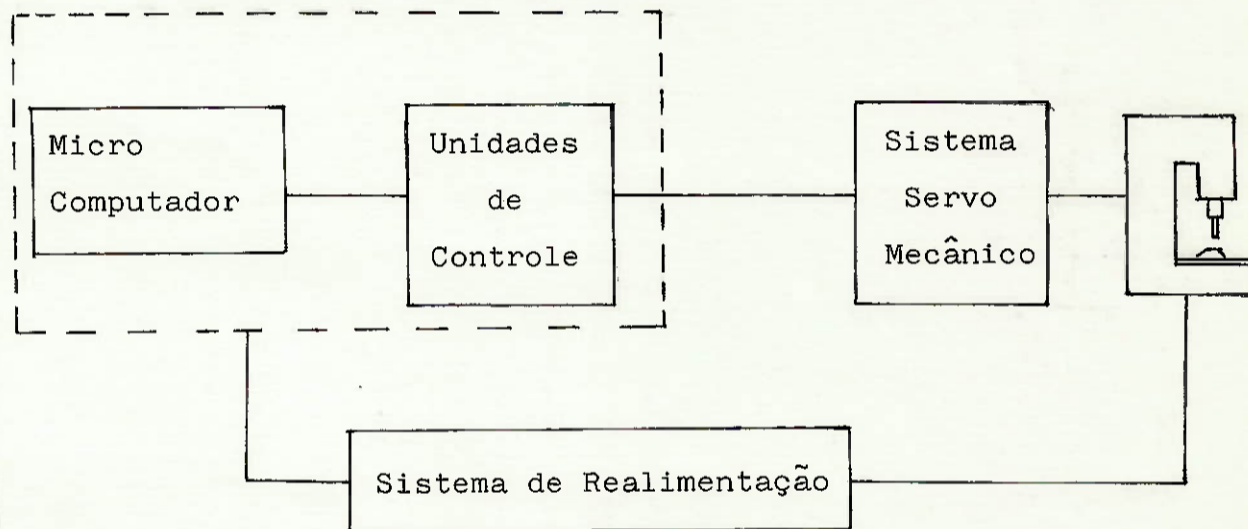 Micro
Computador
Unidades
de
Controle
Sistema
Servo
Mecânico
Sistema de Realimentação